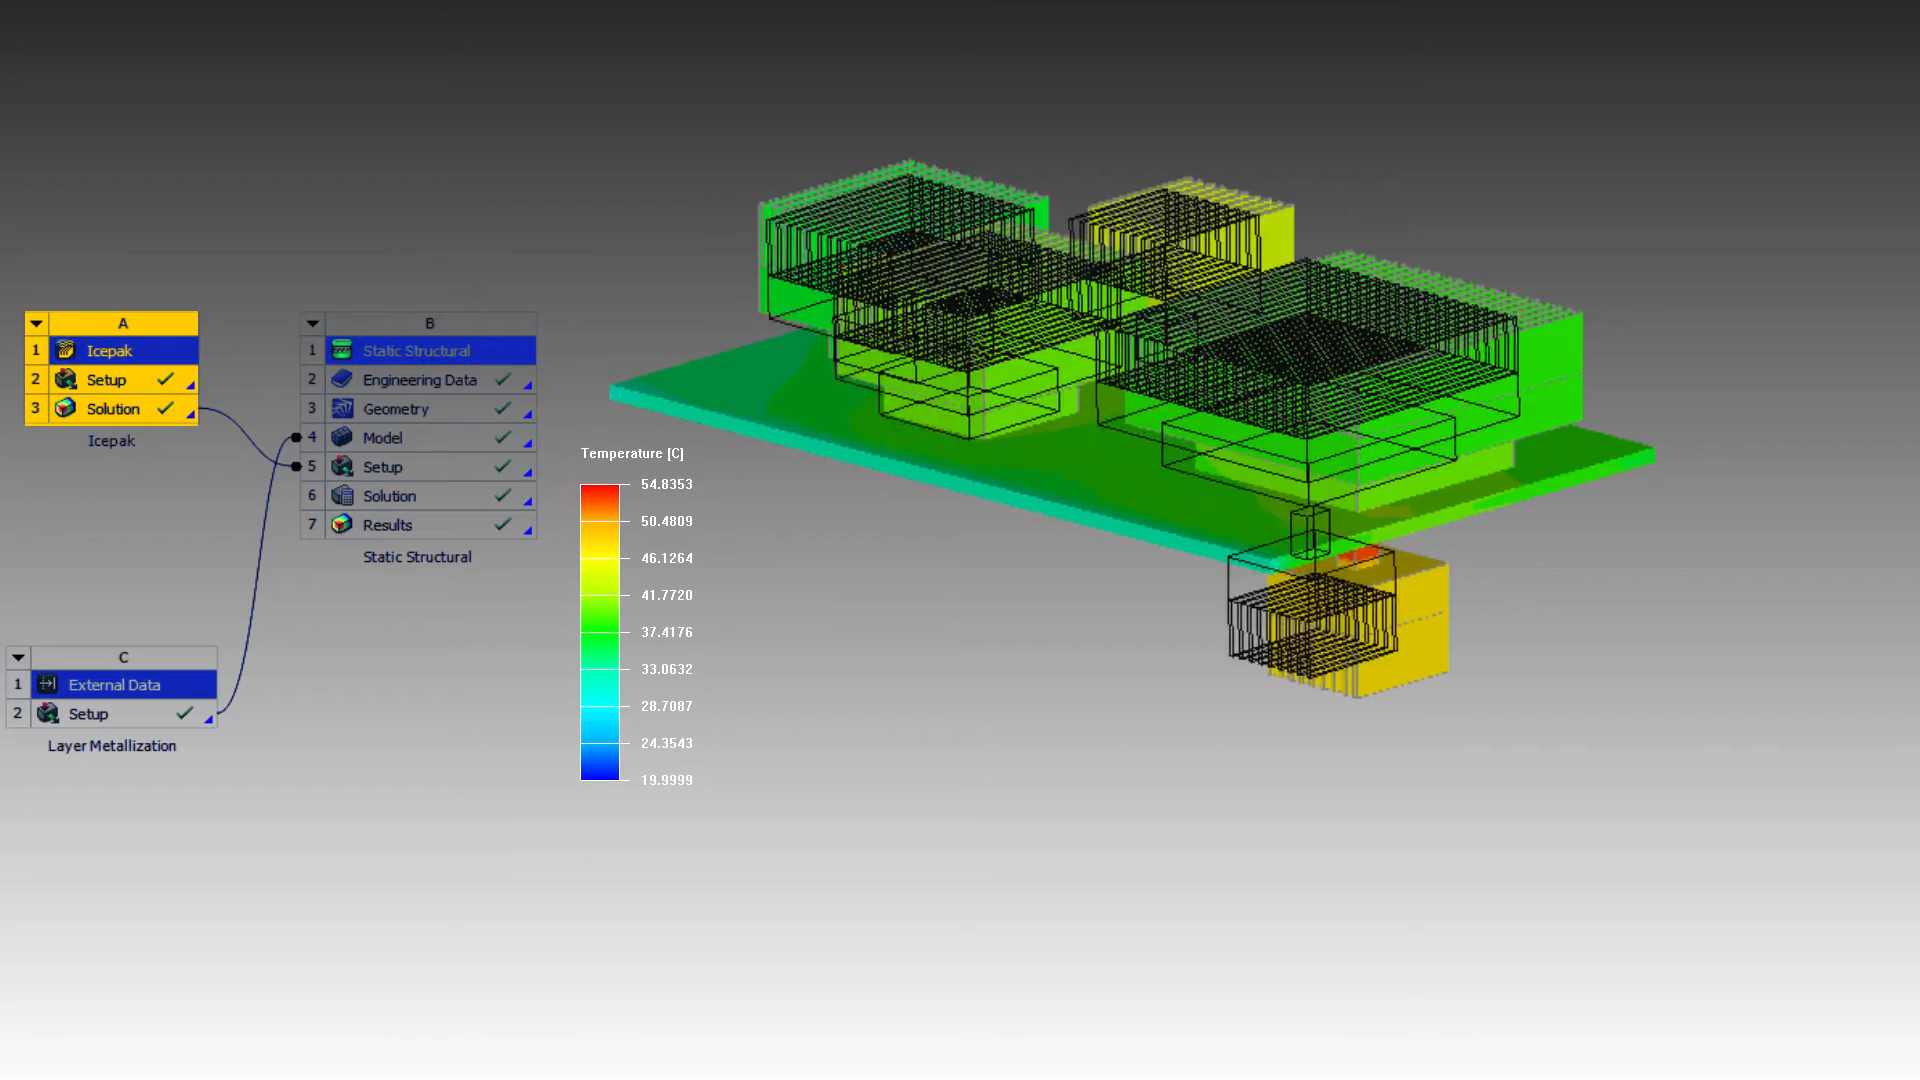 A
1 Icepak
2 Setup
3 Solution
Icepak
B
1 Static Structural
2 Engineering Data
3 Geometry
4 Model
5 Setup
6 Solution
7 Results
Static Structural
C
1 External Data
2 Setup
Layer Metallization
Temperature [C]
54.8353
50.4809
46.1264
41.7720
37.4176
33.0632
28.7087
24.3543
19.9999